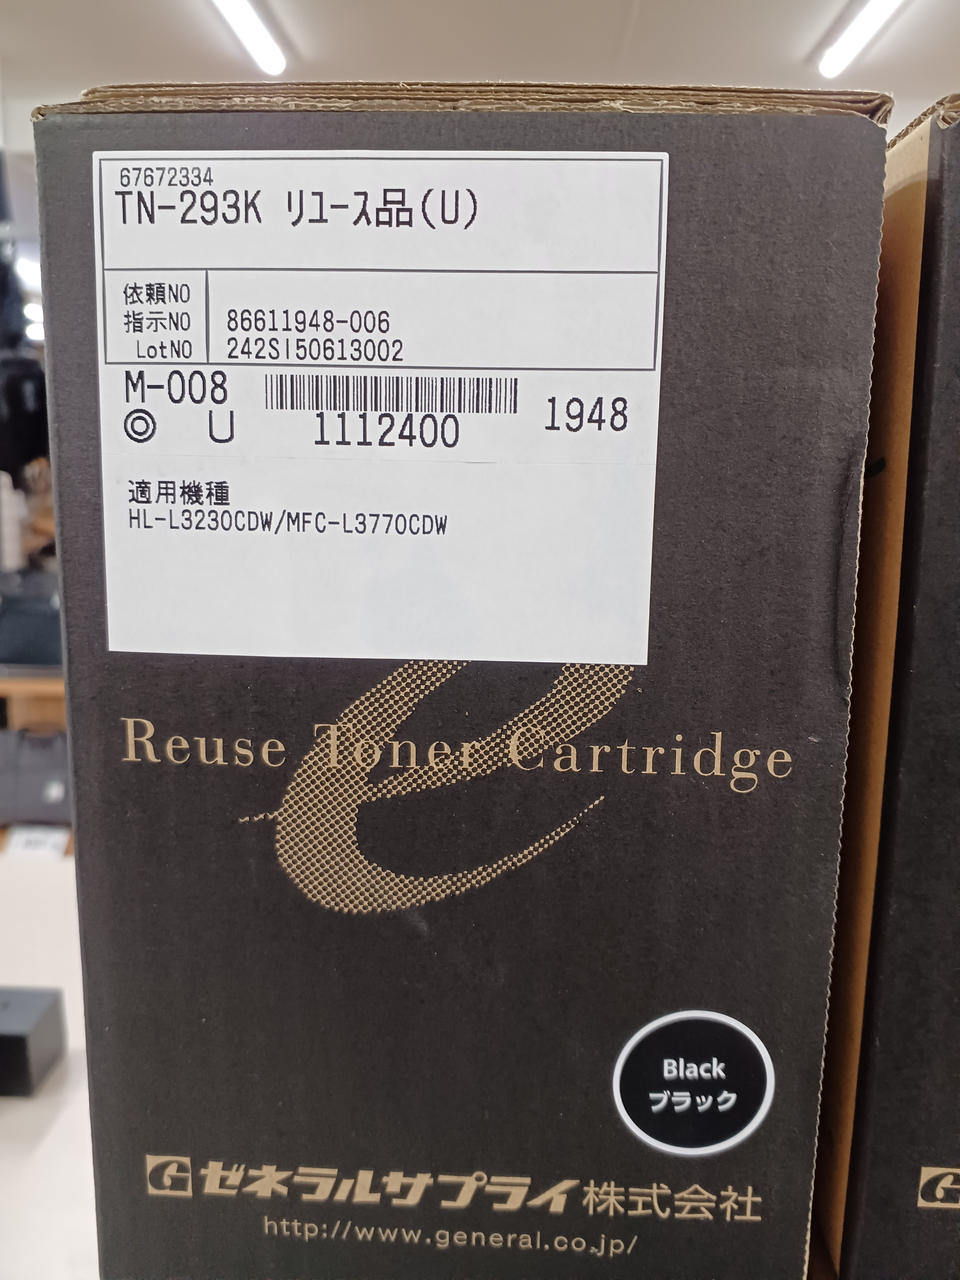 67672334
TN-293K リユース品(U)
依頼NO
指示NO 86611948-006
LotNO 242SI50613002
M-008
◎ U 1112400 1948
適用機種
HL-L3230CDW/MFC-L3770CDW
Reuse Toner Cartridge
Black
ブラック
ゼネラルサプライ株式会社
http://www.general.co.jp/